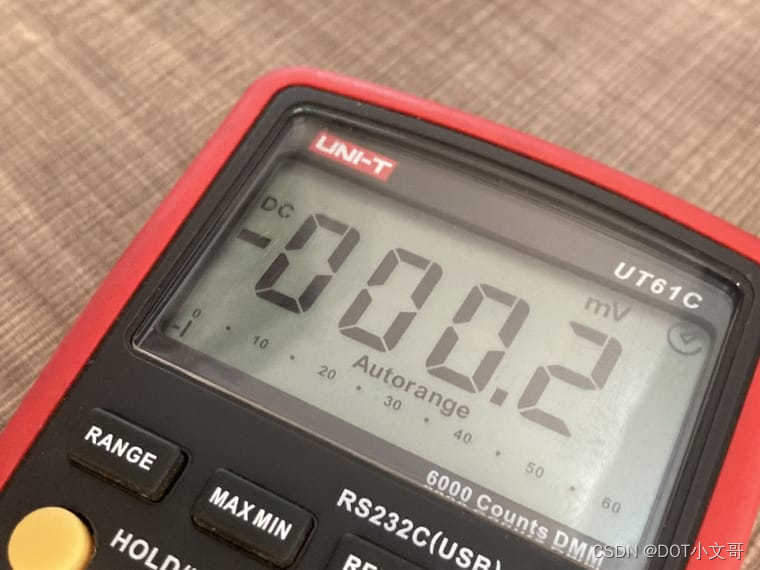 UNI-T
UT61C
DC
mV
-000.2
Autorange
0 10 20 30 40 50 60
6000 Counts DMM
RANGE
MAX MIN
RS232C(USB)
HOLD/
RE
CSDN @DOT小文哥